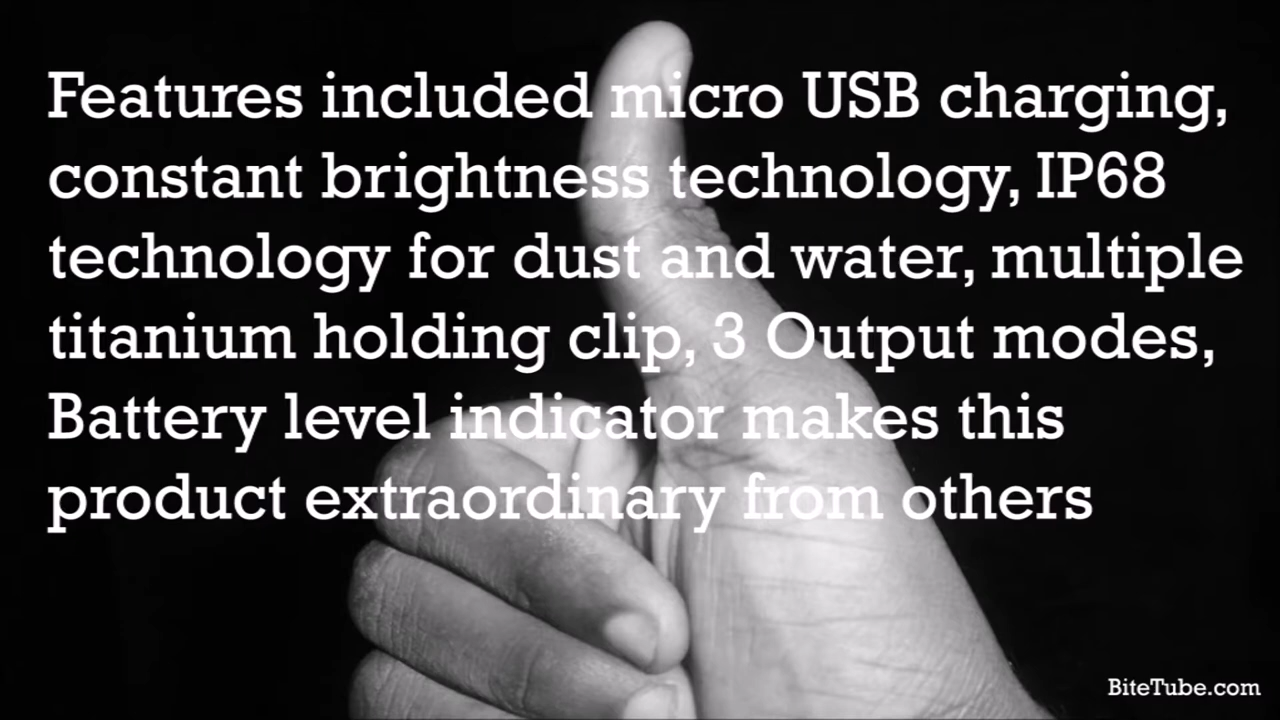 Features included micro USB charging,
constant brightness technology, IP68
technology for dust and water, multiple
titanium holding clip, 3 Output modes,
Battery level indicator makes this
product extraordinary from others
BiteTube.com